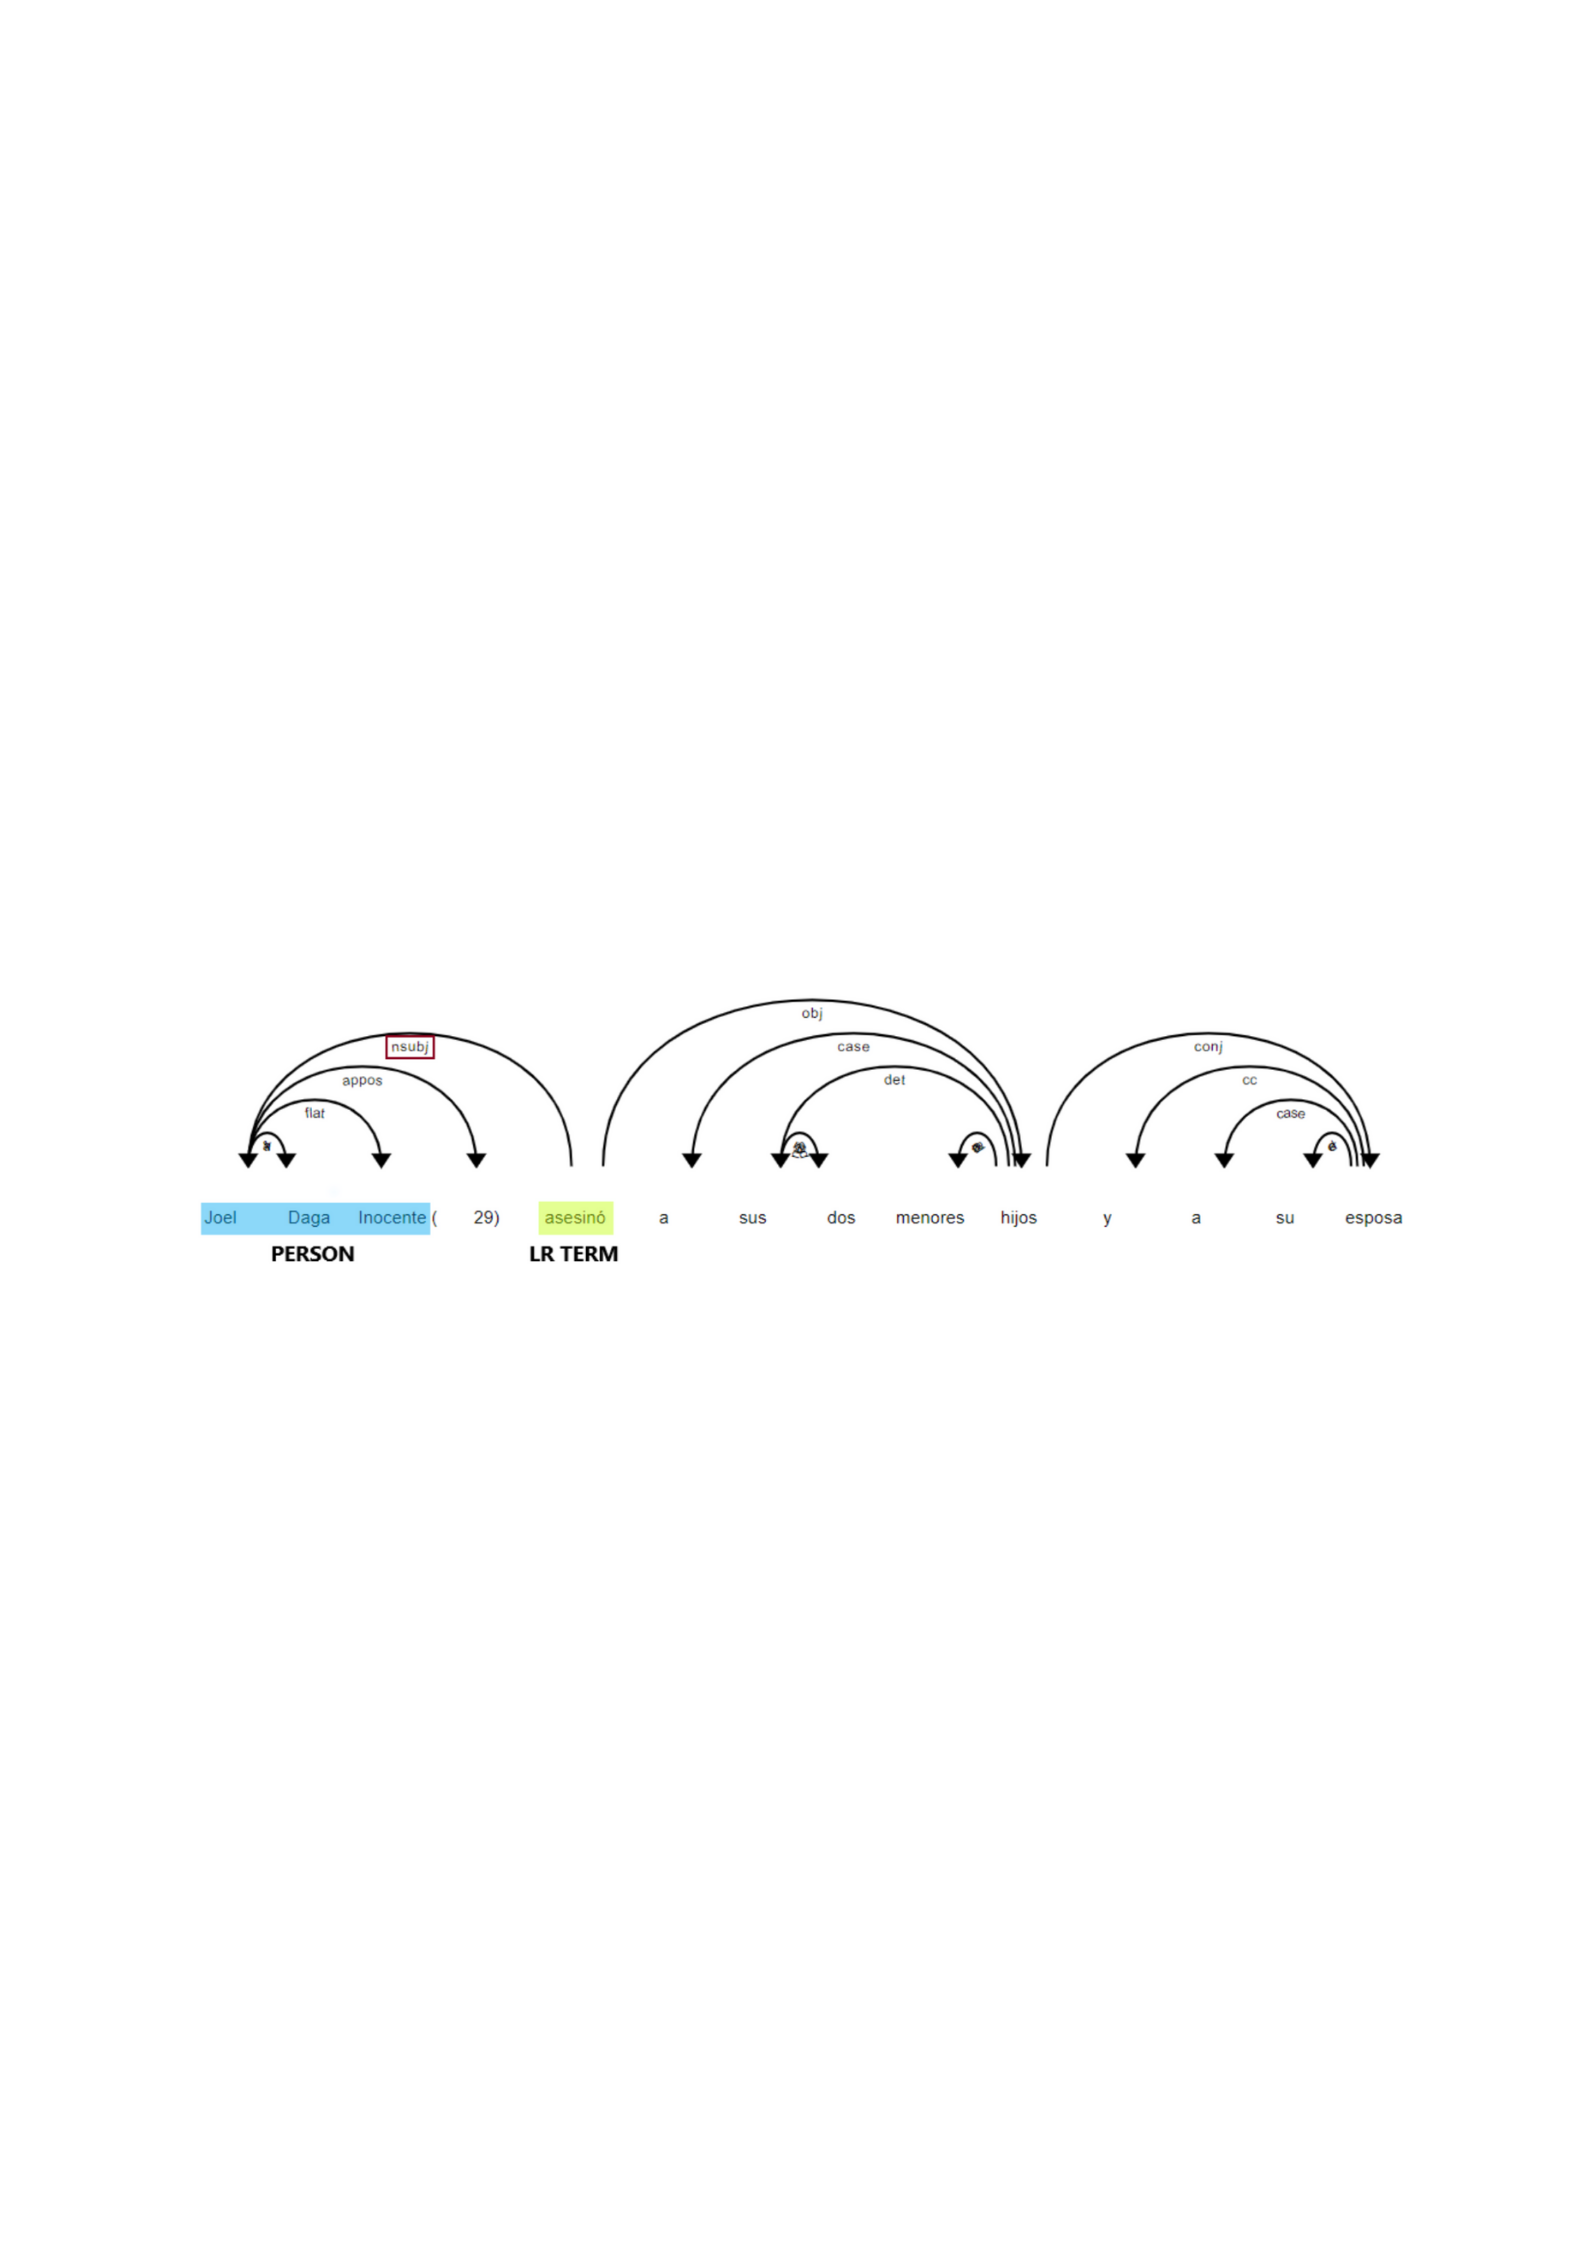 obj
nsubj case conj
appos det cc
flat case
Joel Daga Inocente ( 29) asesinó a sus dos menores hijos y a su esposa
PERSON LR TERM